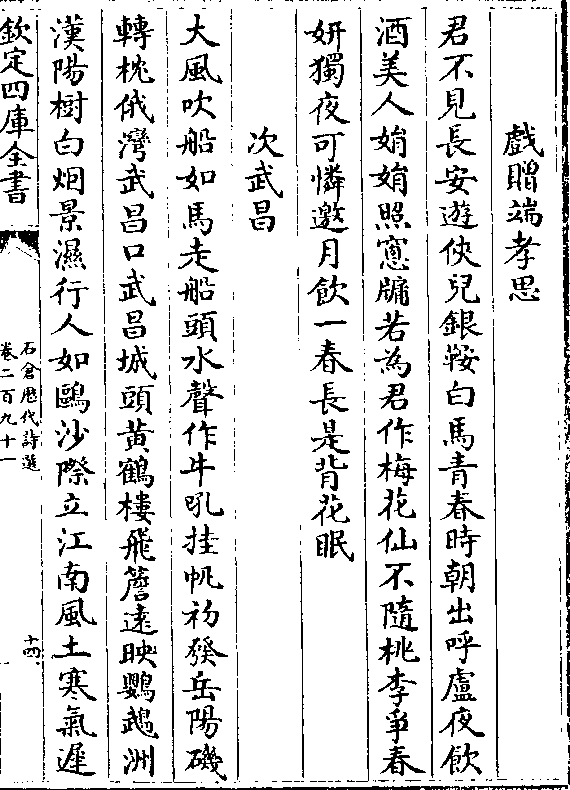 戲贈端孝思
君不見長安遊俠兒銀鞍白馬青春時朝出呼盧夜飲
酒美人娟娟照窻牖若為君作梅花仙不隨桃李爭春
妍獨夜可憐邀月飲一春長是背花眠
次武昌
大風吹船如馬走船頭水聲作牛吼挂帆初發岳陽磯
轉枕俄灣武昌口武昌城頭黃鶴樓飛簷遠映鸚鵡洲
漢陽樹白烟景濕行人如鷗沙際立江南風土寒氣遲
欽定四庫全書
石倉歷代詩選
卷二百九十一
十四